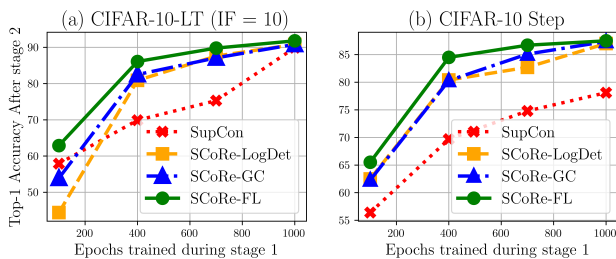 (a) CIFAR-10-LT (IF = 10)
Top-1 Accuracy After stage 2
90
80
70
60
50
SupCon
SCoRe-LogDet
SCoRe-GC
SCoRe-FL
200
400
600
800
1000
Epochs trained during stage 1
(b) CIFAR-10 Step
85
80
75
70
65
60
55
SupCon
SCoRe-LogDet
SCoRe-GC
SCoRe-FL
200
400
600
800
1000
Epochs trained during stage 1